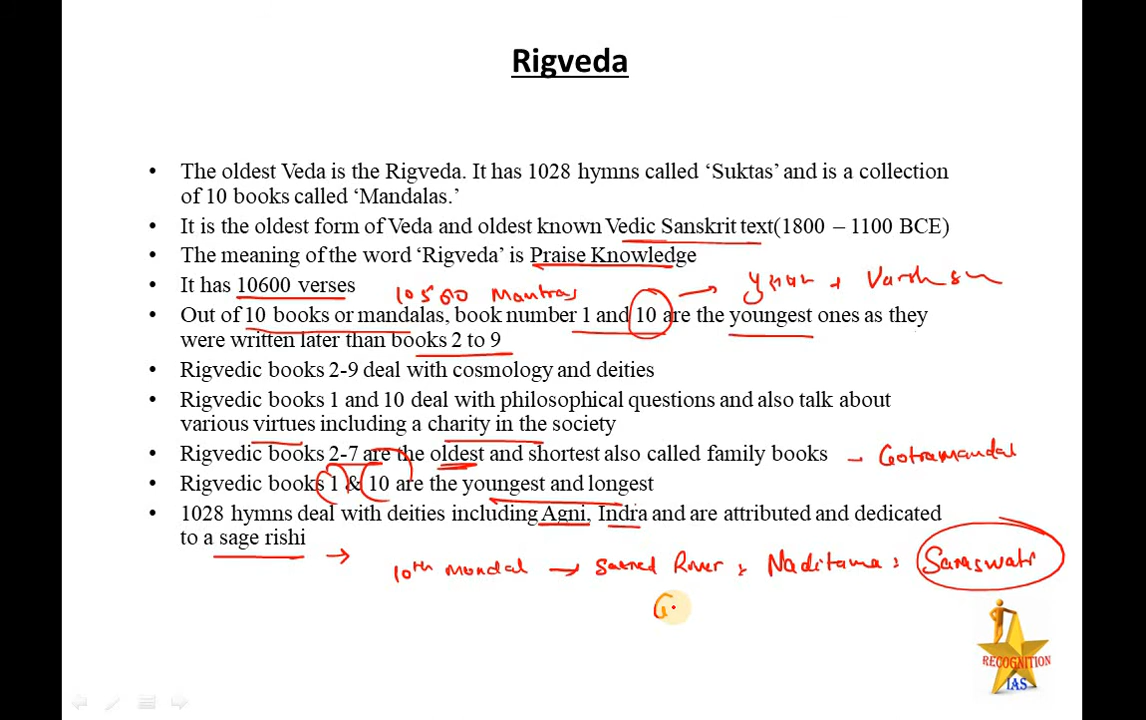 Rigveda
• The oldest Veda is the Rigveda. It has 1028 hymns called ‘Suktas’ and is a collection
of 10 books called ‘Mandalas.’
• It is the oldest form of Veda and oldest known Vedic Sanskrit text(1800 – 1100 BCE)
• The meaning of the word ‘Rigveda’ is Praise Knowledge
• It has 10600 verses
10560 Mantras → + Varshan
• Out of 10 books or mandalas, book number 1 and 10 are the youngest ones as they
were written later than books 2 to 9
• Rigvedic books 2-9 deal with cosmology and deities
• Rigvedic books 1 and 10 deal with philosophical questions and also talk about
various virtues including a charity in the society
• Rigvedic books 2-7 are the oldest and shortest also called family books – Gotramandal
• Rigvedic books 1 & 10 are the youngest and longest
• 1028 hymns deal with deities including Agni, Indra and are attributed and dedicated
to a sage rishi →
10th Mandal → Sacred River : Naditama : Saraswati
G
RECOGNITION
IAS